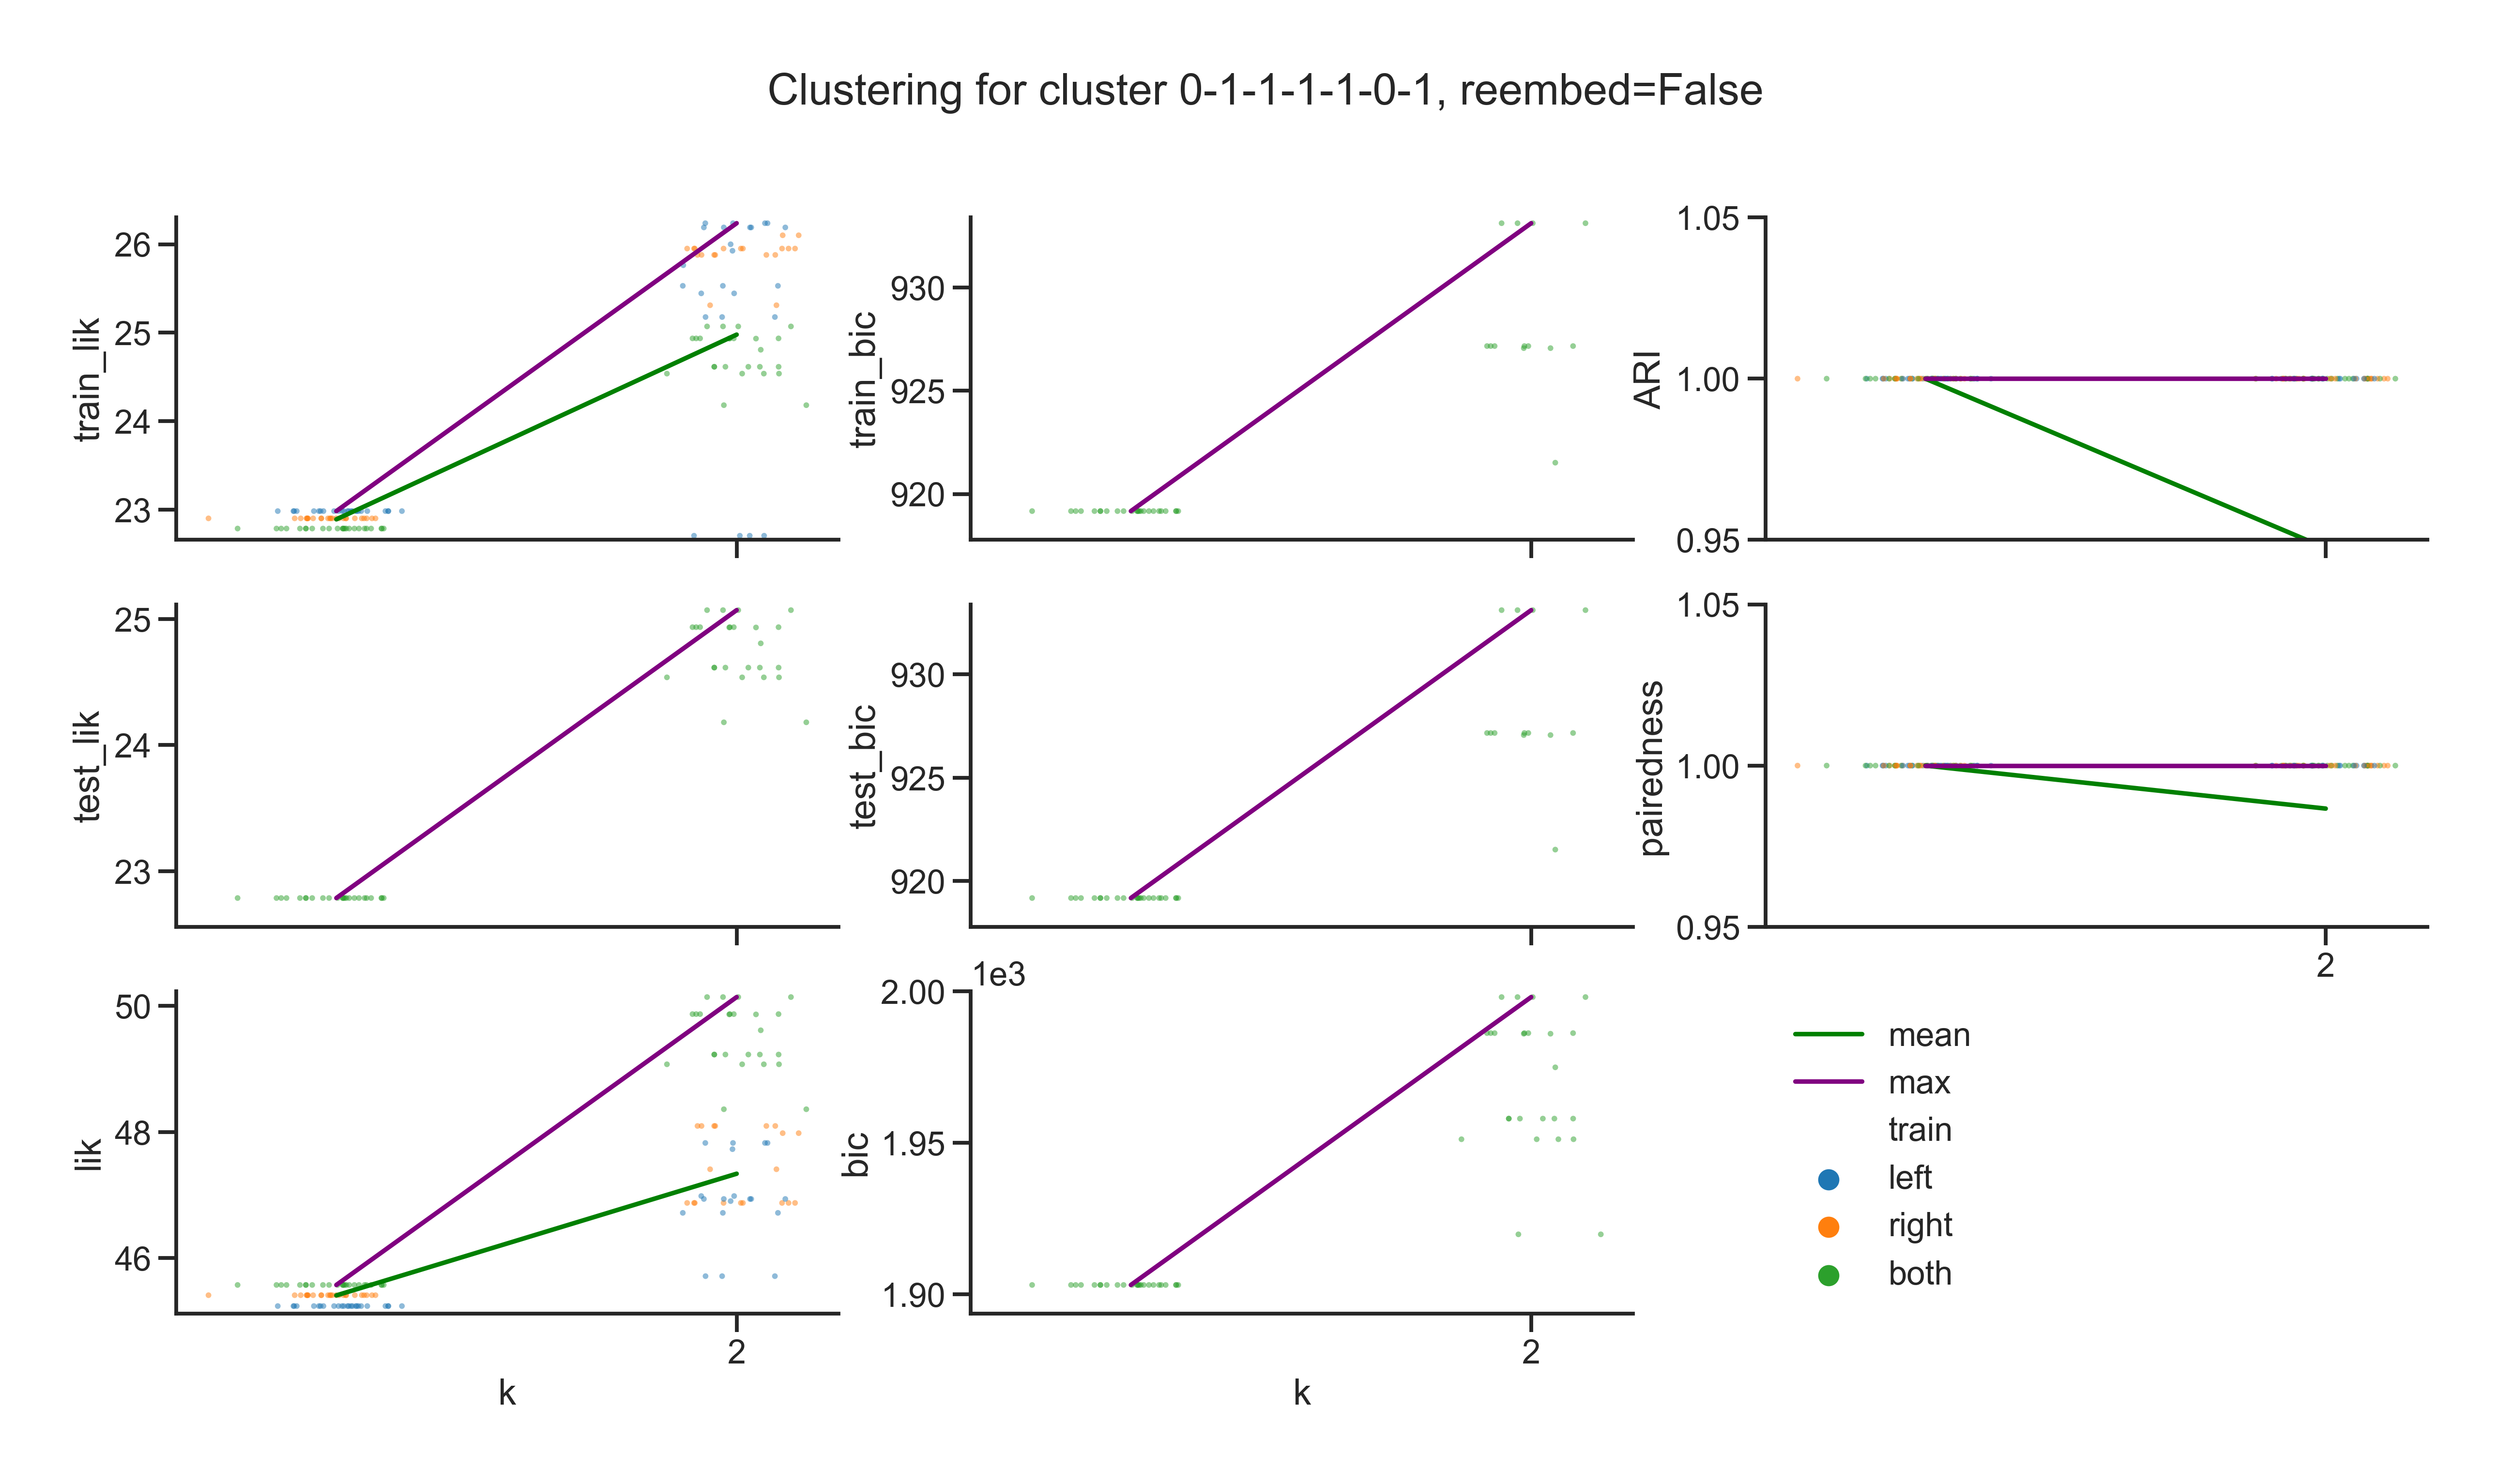 Clustering for cluster 0-1-1-1-1-0-1, reembed=False
train_lik
26
25
24
23
train_bic
930
925
920
ARI
1.05
1.00
0.95
test_lik
25
24
23
test_bic
930
925
920
pairedness
1.05
1.00
0.95
2
lik
50
48
46
2
k
bic
1e3
2.00
1.95
1.90
2
k
mean
max
train
left
right
both